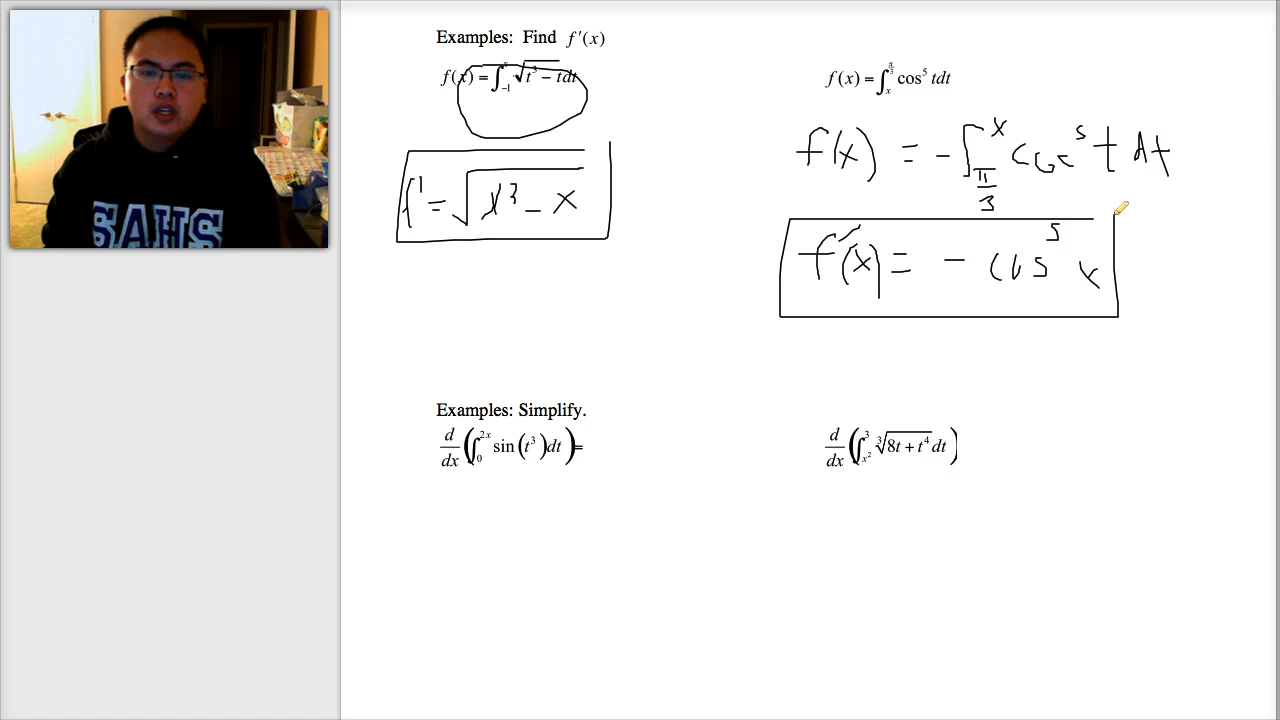 SAHS
Examples: Find f'(x)
f(x) = ∫_{-1}^{x} √(t³ − t) dt
f' = √(x³ − x)
f(x) = ∫_{x}^{π/3} cos⁵ t dt
f(x) = − ∫_{π/3}^{x} cos⁵ t dt
f'(x) = − cos⁵ x
Examples: Simplify.
d/dx (∫_{0}^{2x} sin(t³) dt) =
d/dx (∫_{x²}^{3} ∛(8t + t⁴) dt)